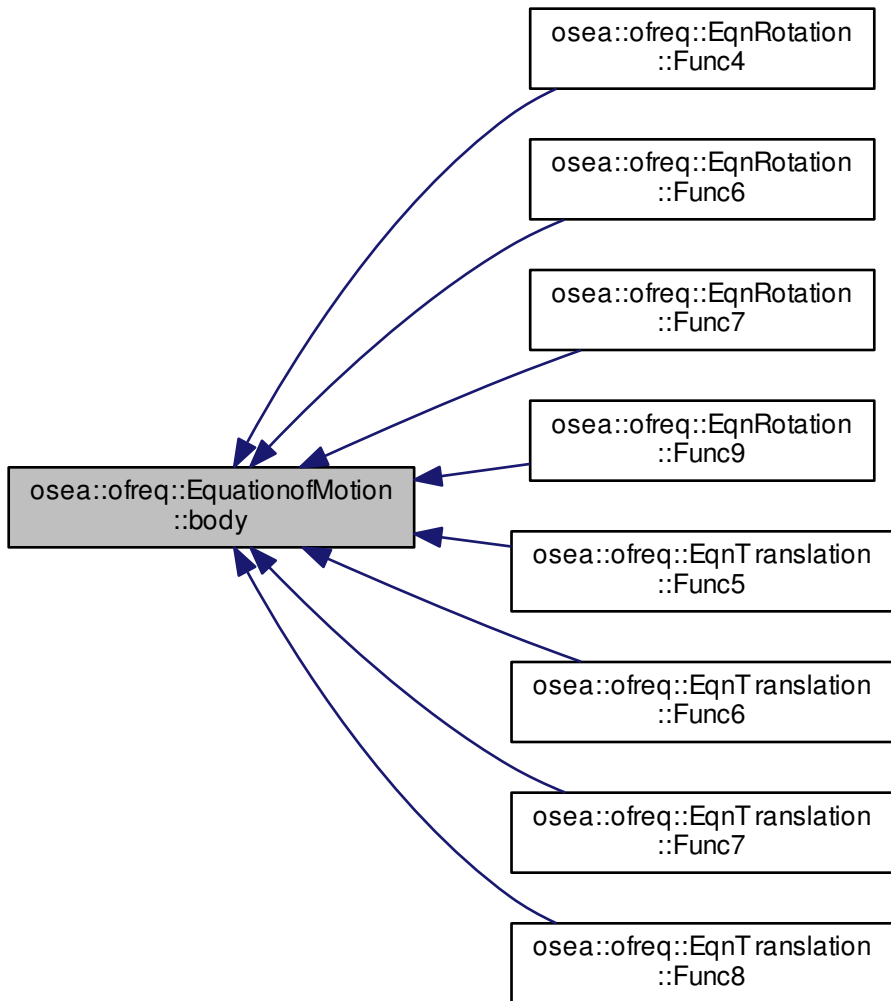 osea::ofreq::EqnRotation
::Func4
osea::ofreq::EqnRotation
::Func6
osea::ofreq::EqnRotation
::Func7
osea::ofreq::EqnRotation
::Func9
osea::ofreq::EquationofMotion
::body
osea::ofreq::EqnTranslation
::Func5
osea::ofreq::EqnTranslation
::Func6
osea::ofreq::EqnTranslation
::Func7
osea::ofreq::EqnTranslation
::Func8